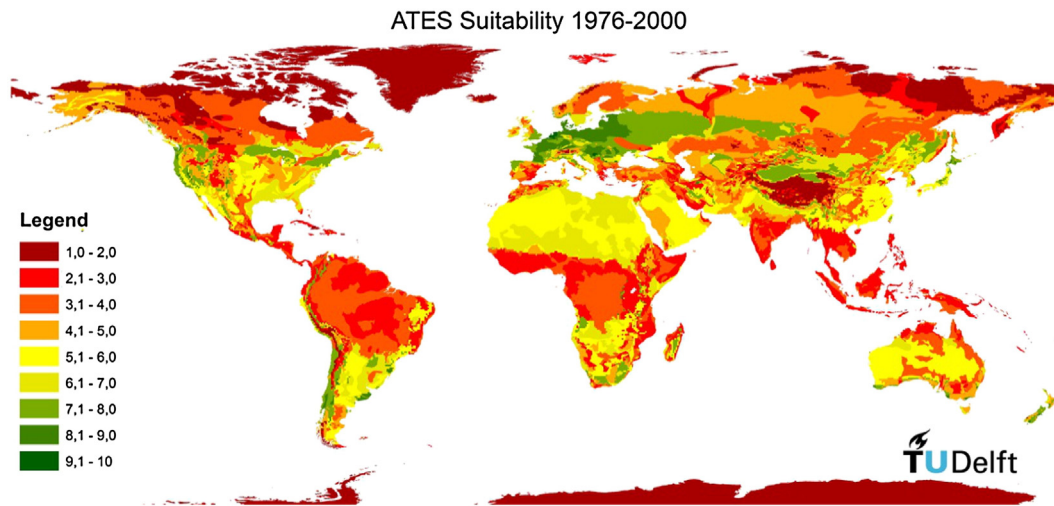 ATES Suitability 1976-2000
Legend
1,0 - 2,0
2,1 - 3,0
3,1 - 4,0
4,1 - 5,0
5,1 - 6,0
6,1 - 7,0
7,1 - 8,0
8,1 - 9,0
9,1 - 10
TUDelft